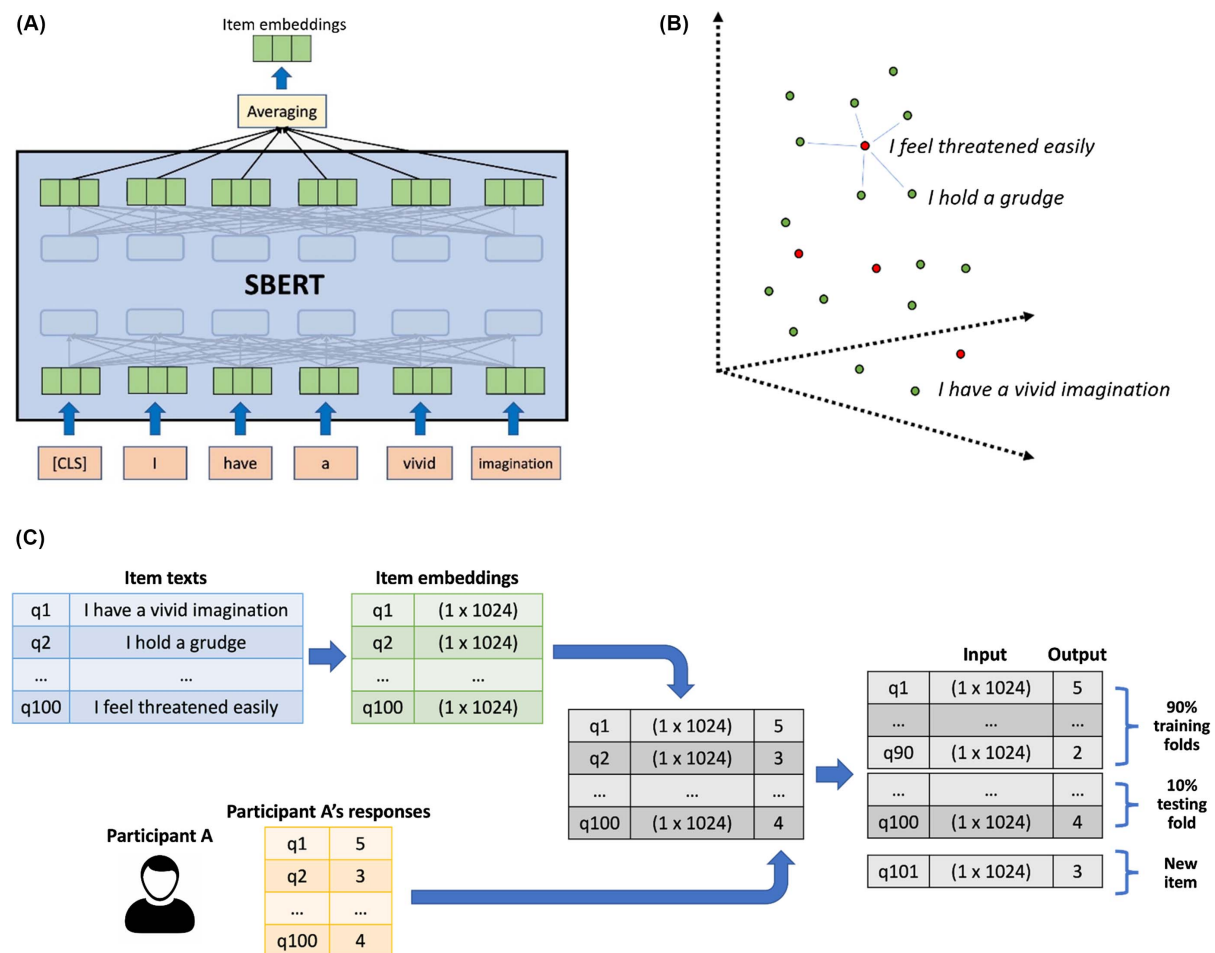 (A)
Item embeddings
Averaging
SBERT
[CLS] I have a vivid imagination
(B)
I feel threatened easily
I hold a grudge
I have a vivid imagination
(C)
Item texts
q1 I have a vivid imagination
q2 I hold a grudge
... ...
q100 I feel threatened easily
Item embeddings
q1 (1 x 1024)
q2 (1 x 1024)
... ...
q100 (1 x 1024)
Participant A
Participant A's responses
q1 5
q2 3
... ...
q100 4
q1 (1 x 1024) 5
q2 (1 x 1024) 3
... ... ...
q100 (1 x 1024) 4
Input Output
q1 (1 x 1024) 5
... ... ...
q90 (1 x 1024) 2
... ... ...
q100 (1 x 1024) 4
q101 (1 x 1024) 3
90%
training
folds
10%
testing
fold
New
item